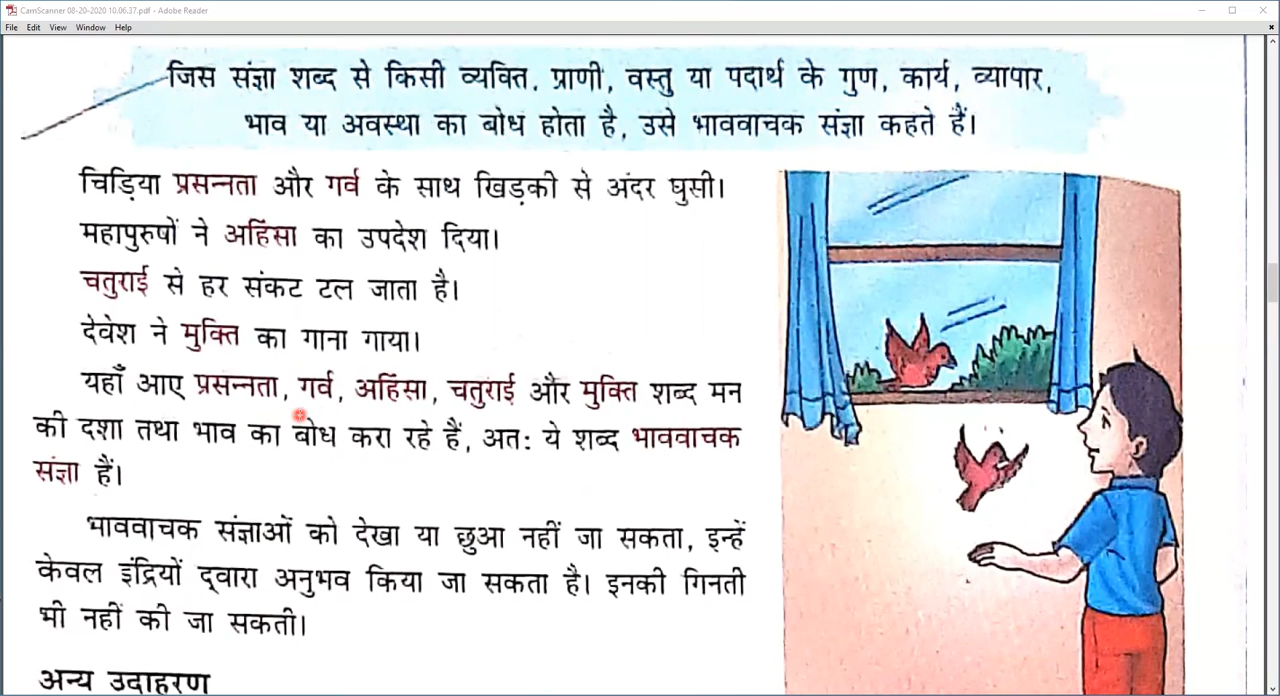 CamScanner 08-20-2020 10.06.37.pdf - Adobe Reader
File Edit View Window Help
जिस संज्ञा शब्द से किसी व्यक्ति, प्राणी, वस्तु या पदार्थ के गुण, कार्य, व्यापार,
भाव या अवस्था का बोध होता है, उसे भाववाचक संज्ञा कहते हैं।
चिड़िया प्रसन्नता और गर्व के साथ खिड़की से अंदर घुसी।
महापुरुषों ने अहिंसा का उपदेश दिया।
चतुराई से हर संकट टल जाता है।
देवेश ने मुक्ति का गाना गाया।
यहाँ आए प्रसन्नता, गर्व, अहिंसा, चतुराई और मुक्ति शब्द मन
की दशा तथा भाव का बोध करा रहे हैं, अतः ये शब्द भाववाचक
संज्ञा हैं।
भाववाचक संज्ञाओं को देखा या छुआ नहीं जा सकता, इन्हें
केवल इंद्रियों द्वारा अनुभव किया जा सकता है। इनकी गिनती
भी नहीं की जा सकती।
अन्य उदाहरण